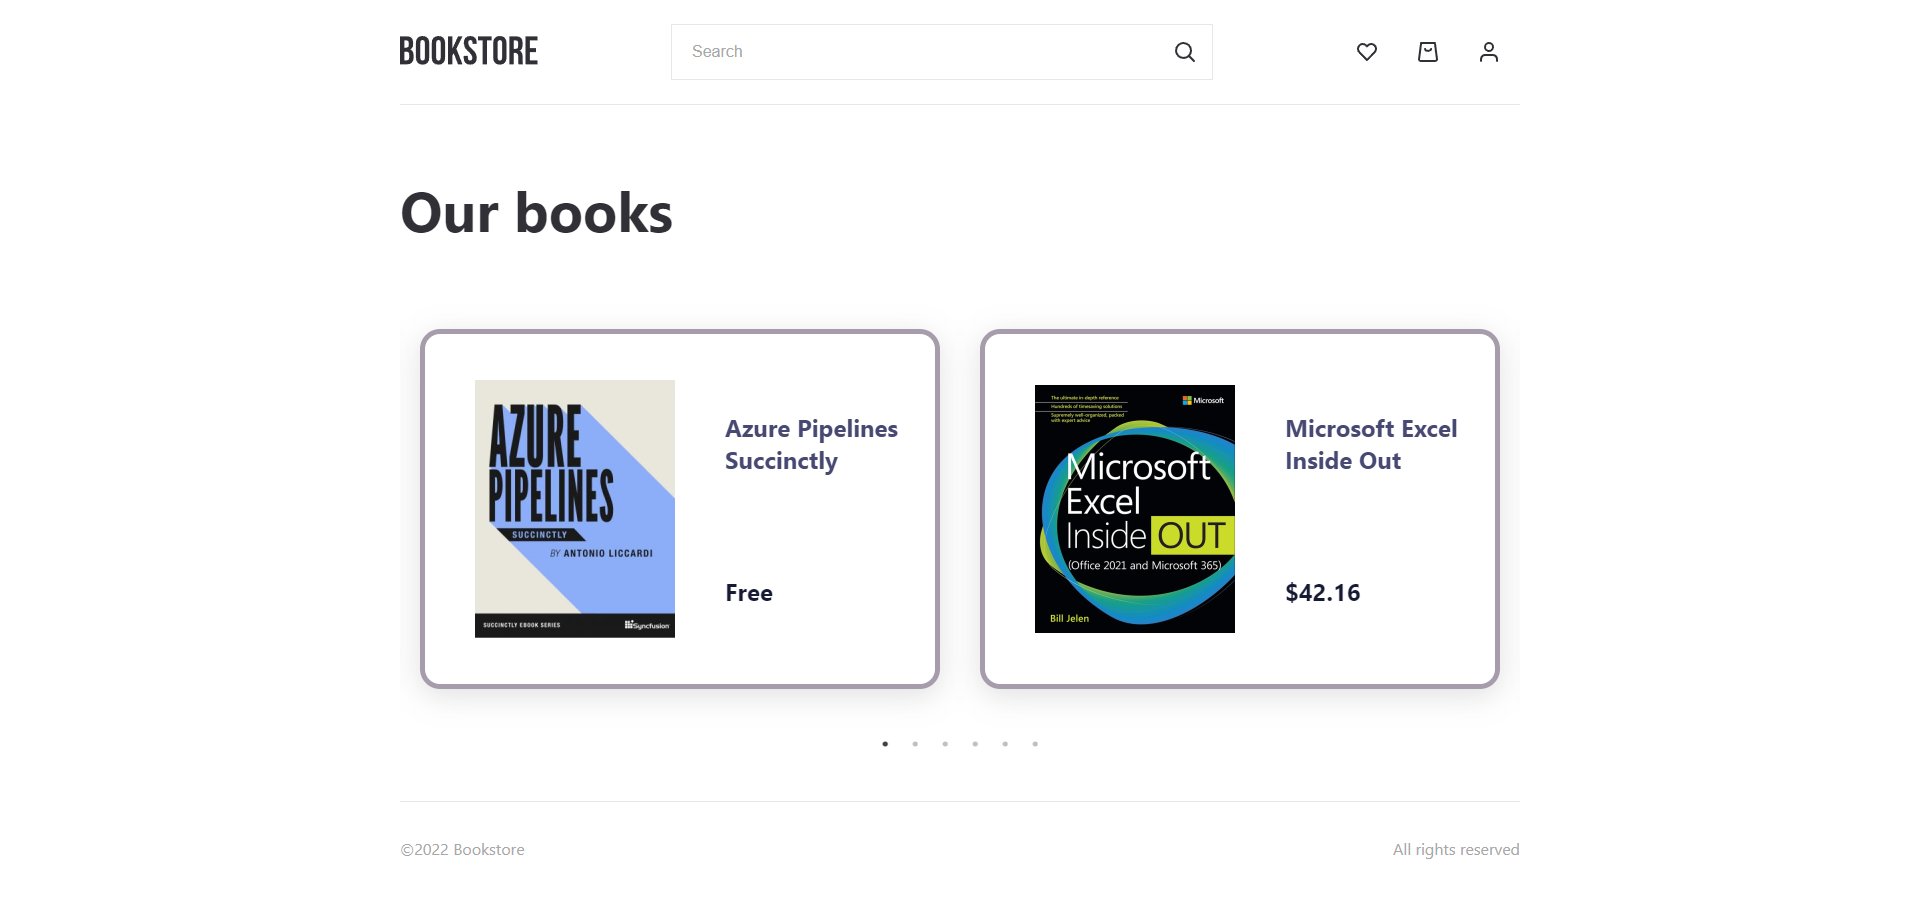 BOOKSTORE
Search
Our books
AZURE
PIPELINES
SUCCINCTLY
BY ANTONIO LICCARDI
SUCCINCTLY EBOOK SERIES
Syncfusion
Azure Pipelines
Succinctly
Free
The ultimate in-depth reference
Hundreds of timesaving solutions
Supremely well-organized, packed
with expert advice
Microsoft
Microsoft
Excel
Inside OUT
(Office 2021 and Microsoft 365)
Bill Jelen
Microsoft Excel
Inside Out
$42.16
©2022 Bookstore
All rights reserved